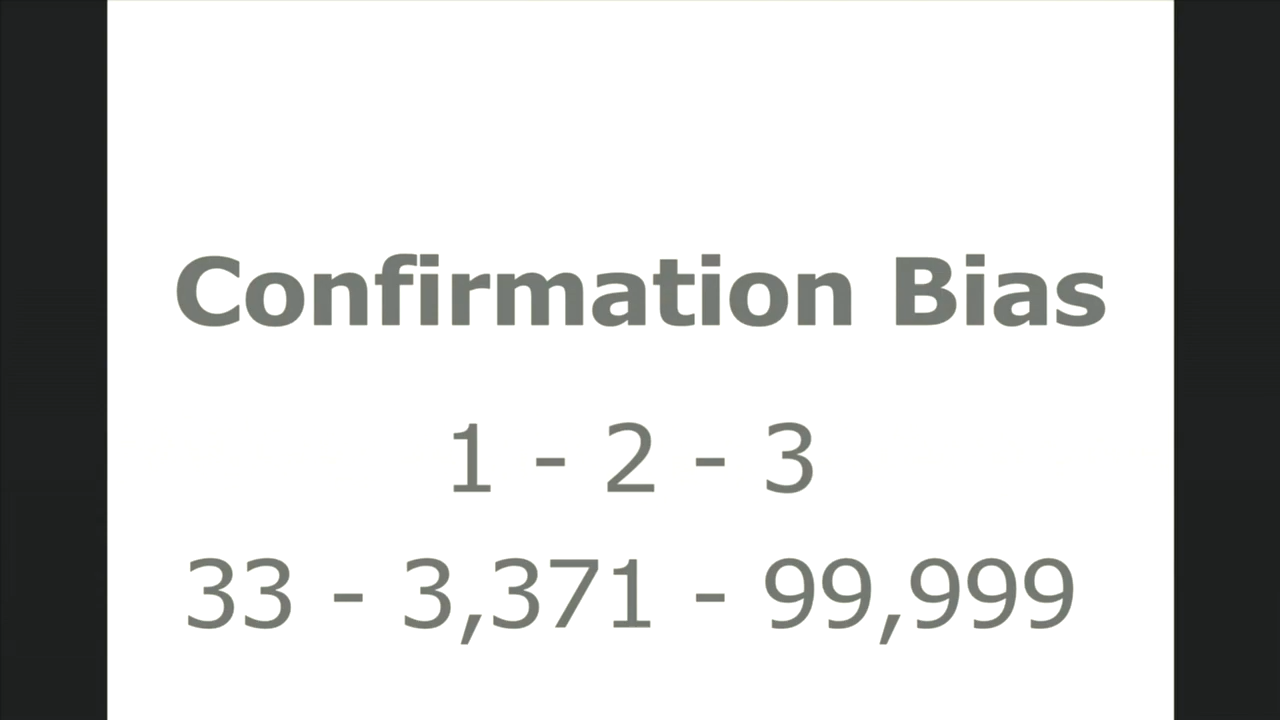 Confirmation Bias
1 - 2 - 3
33 - 3,371 - 99,999